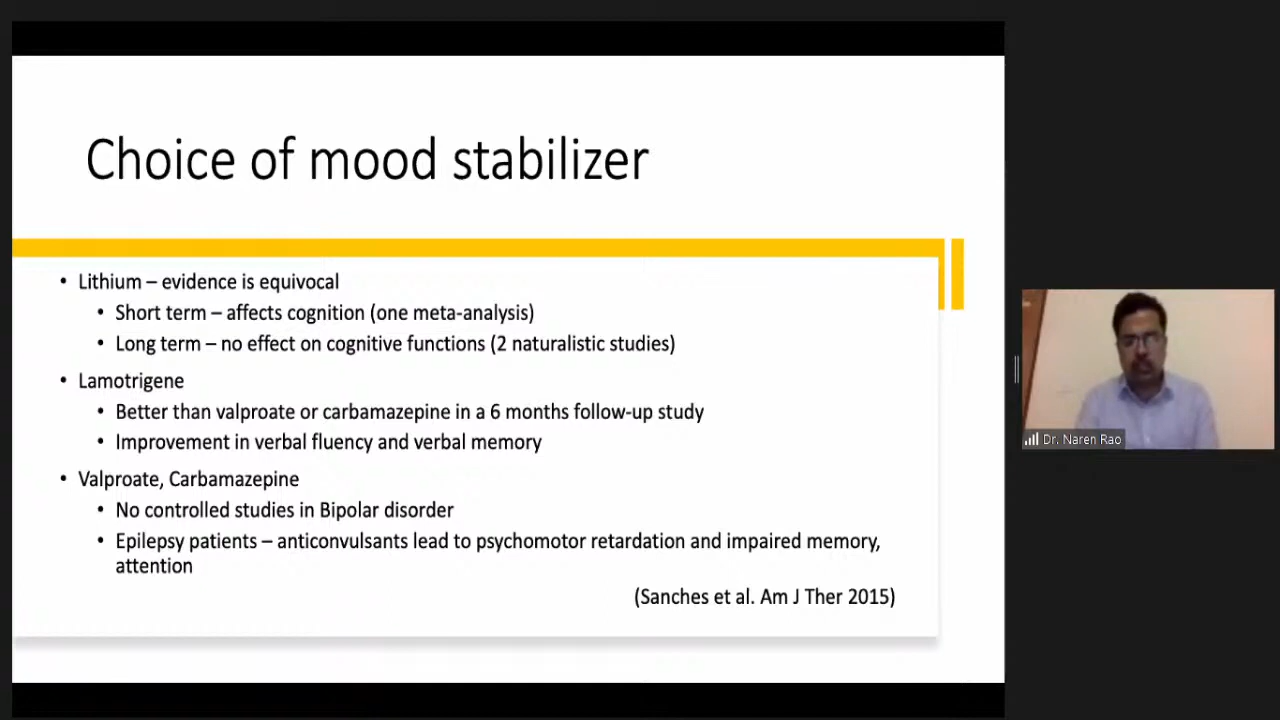 Choice of mood stabilizer
• Lithium – evidence is equivocal
• Short term – affects cognition (one meta-analysis)
• Long term – no effect on cognitive functions (2 naturalistic studies)
• Lamotrigene
• Better than valproate or carbamazepine in a 6 months follow-up study
• Improvement in verbal fluency and verbal memory
• Valproate, Carbamazepine
• No controlled studies in Bipolar disorder
• Epilepsy patients – anticonvulsants lead to psychomotor retardation and impaired memory,
attention
(Sanches et al. Am J Ther 2015)
Dr. Naren Rao